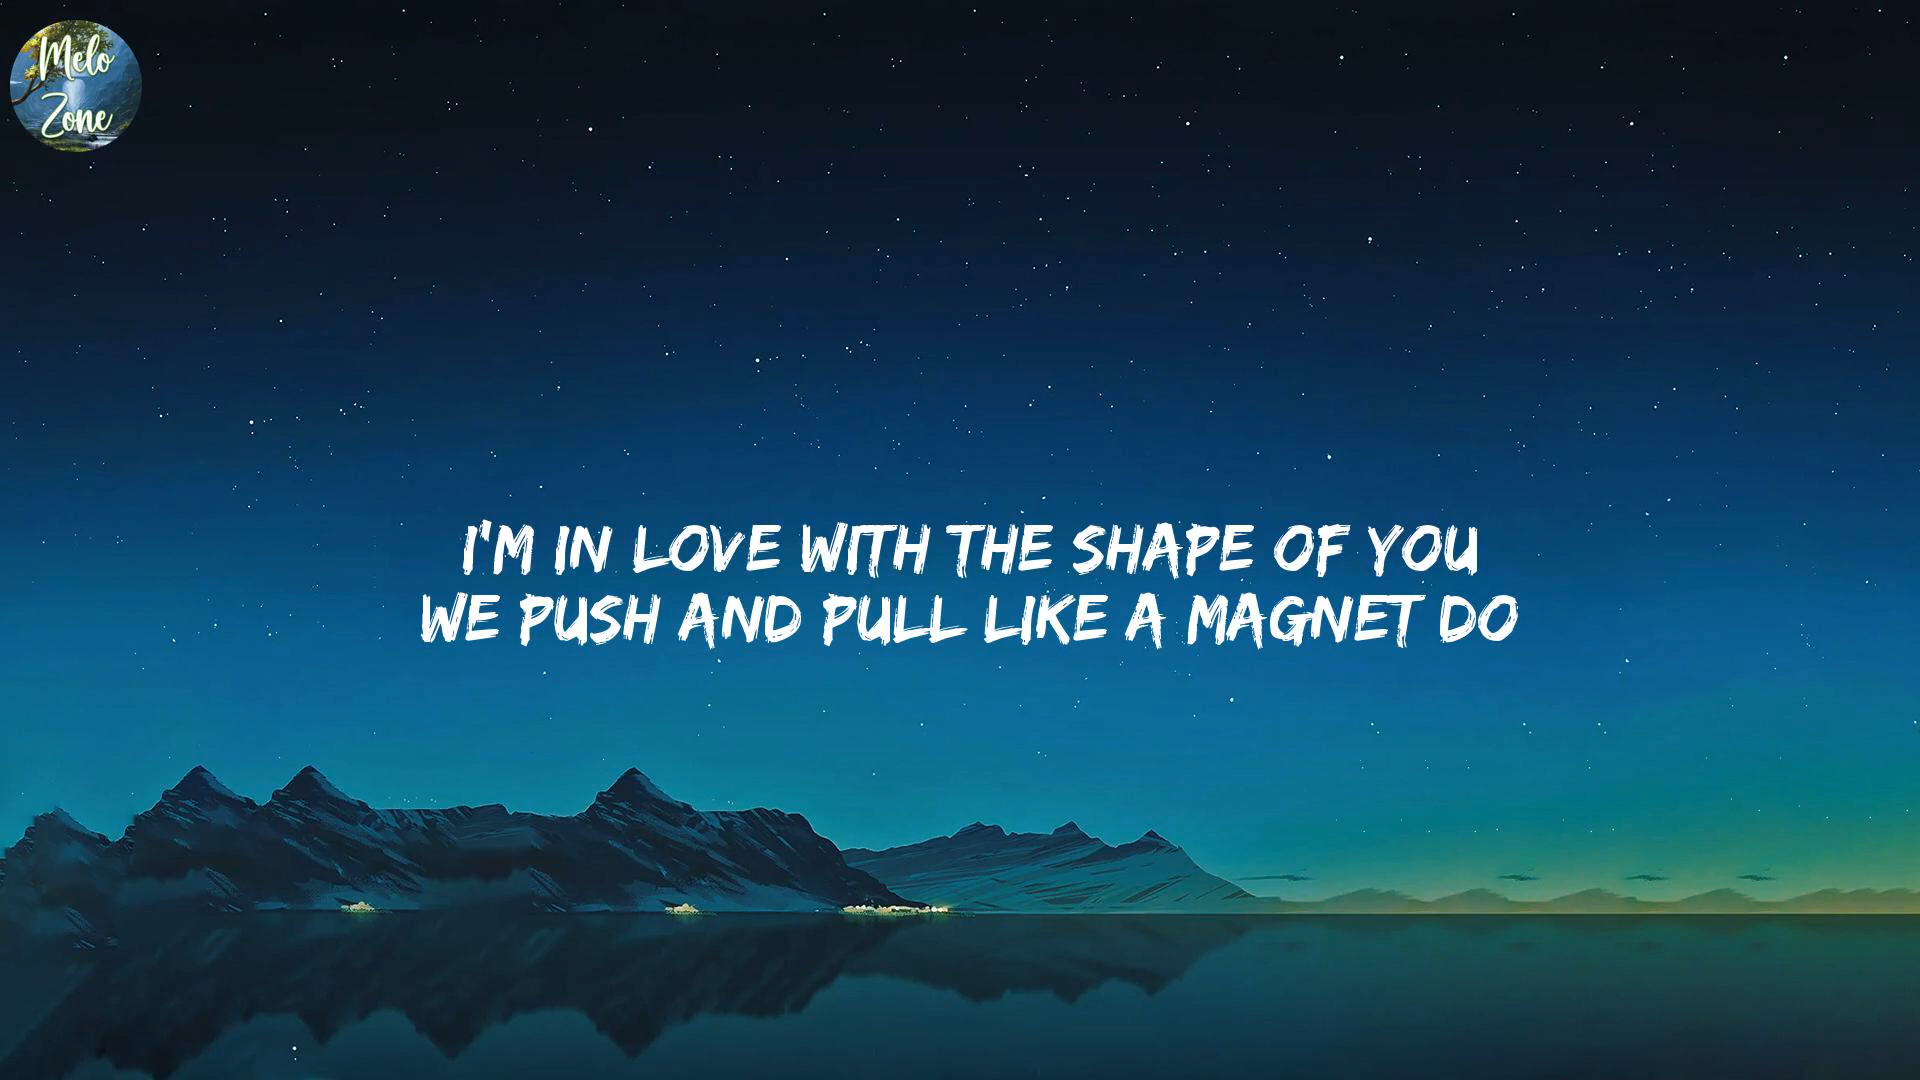 Melo
Zone
I'M IN LOVE WITH THE SHAPE OF YOU
WE PUSH AND PULL LIKE A MAGNET DO